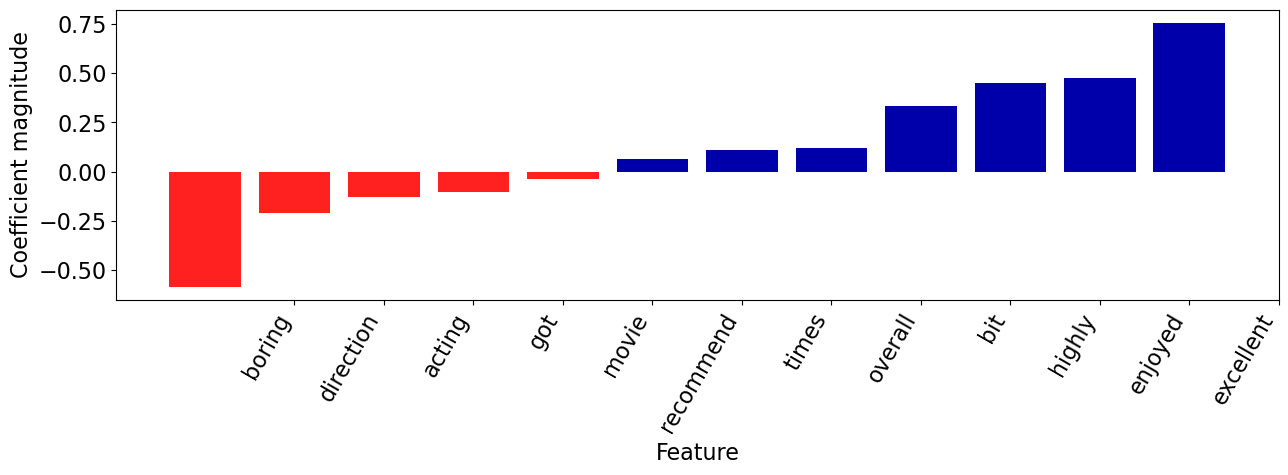 Coefficient magnitude
0.75
0.50
0.25
0.00
−0.25
−0.50
boring
direction
acting
got
movie
recommend
times
overall
bit
highly
enjoyed
excellent
Feature